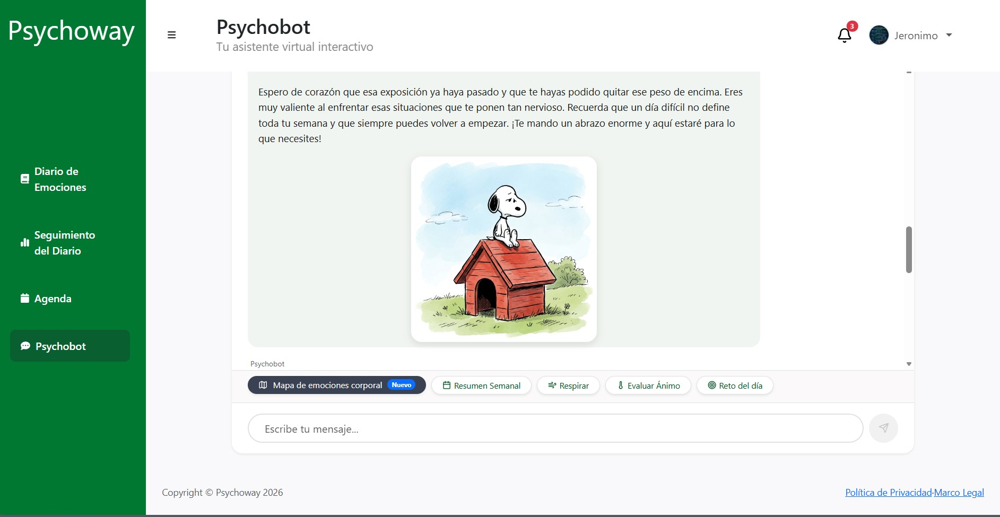 Psychoway
Psychobot
Tu asistente virtual interactivo
3
Jeronimo
Diario de
Emociones
Seguimiento
del Diario
Agenda
Psychobot
Espero de corazón que esa exposición ya haya pasado y que te hayas podido quitar ese peso de encima. Eres
muy valiente al enfrentar esas situaciones que te ponen tan nervioso. Recuerda que un día difícil no define
toda tu semana y que siempre puedes volver a empezar. ¡Te mando un abrazo enorme y aquí estaré para lo
que necesites!
Psychobot
Mapa de emociones corporal Nuevo
Resumen Semanal
Respirar
Evaluar Ánimo
Reto del día
Escribe tu mensaje...
Copyright © Psychoway 2026
Política de Privacidad·Marco Legal